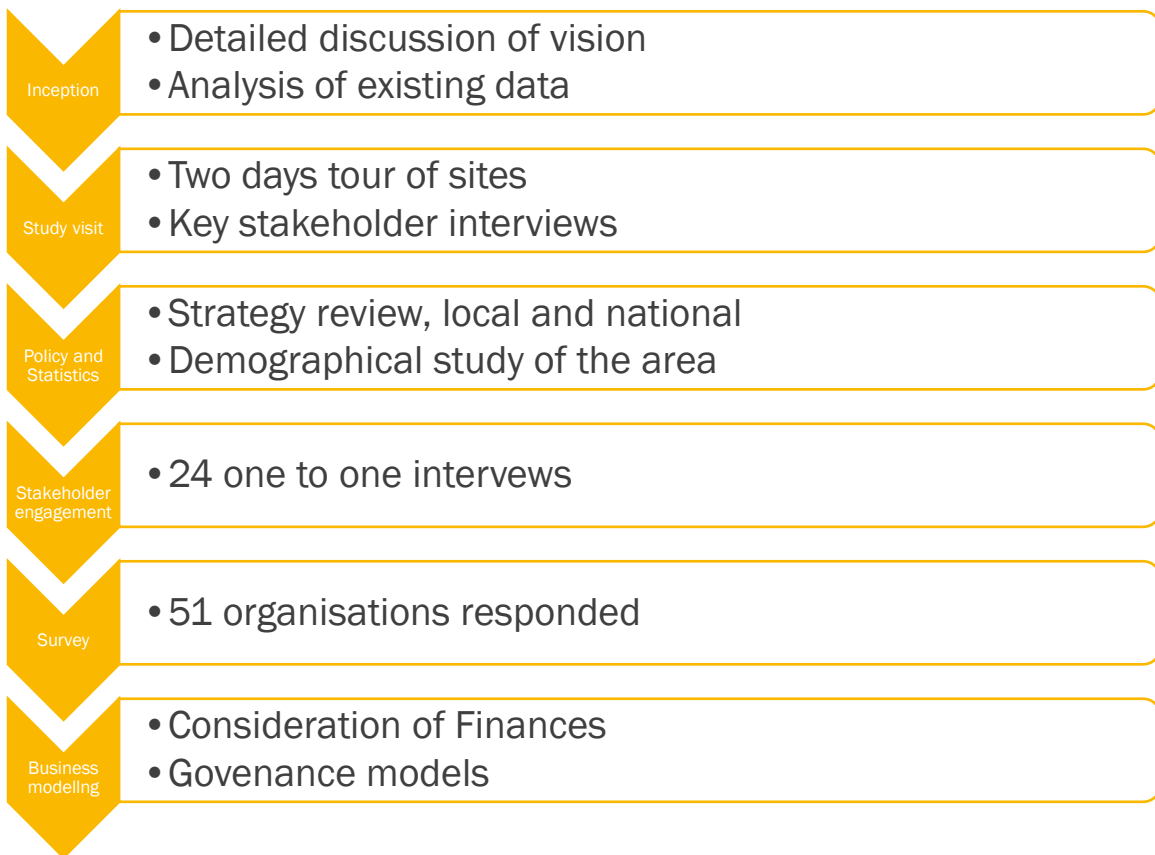 Inception
•Detailed discussion of vision
•Analysis of existing data
Study visit
•Two days tour of sites
•Key stakeholder interviews
Policy and
Statistics
•Strategy review, local and national
•Demographical study of the area
Stakeholder
engagement
•24 one to one intervews
Survey
•51 organisations responded
Business
modellng
•Consideration of Finances
•Govenance models